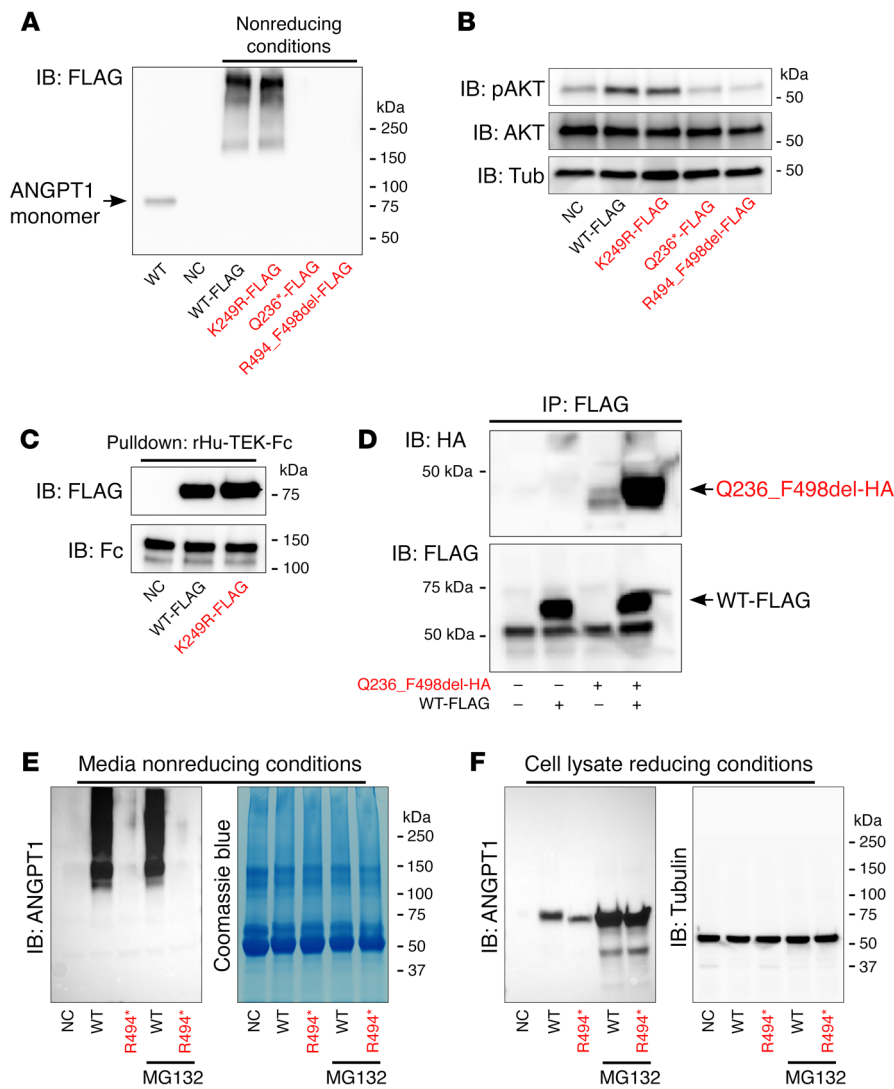 A
Nonreducing
conditions
IB: FLAG
kDa
- 250
- 150
- 100
- 75
- 50
ANGPT1
monomer
WT
NC
WT-FLAG
K249R-FLAG
Q236*-FLAG
R494_F498del-FLAG
B
kDa
IB: pAKT
- 50
IB: AKT
- 50
IB: Tub
- 50
NC
WT-FLAG
K249R-FLAG
Q236*-FLAG
R494_F498del-FLAG
C
Pulldown: rHu-TEK-Fc
kDa
IB: FLAG
- 75
IB: Fc
- 150
- 100
NC
WT-FLAG
K249R-FLAG
D
IP: FLAG
IB: HA
50 kDa -
Q236_F498del-HA
IB: FLAG
75 kDa -
WT-FLAG
50 kDa -
Q236_F498del-HA – – + +
WT-FLAG – + – +
E
Media nonreducing conditions
IB: ANGPT1
Coomassie blue
kDa
- 250
- 150
- 100
- 75
- 50
- 37
NC WT R494* WT R494*
MG132
NC WT R494* WT R494*
MG132
F
Cell lysate reducing conditions
IB: ANGPT1
IB: Tubulin
kDa
- 250
- 150
- 100
- 75
- 50
- 37
NC WT R494* WT R494*
MG132
NC WT R494* WT R494*
MG132